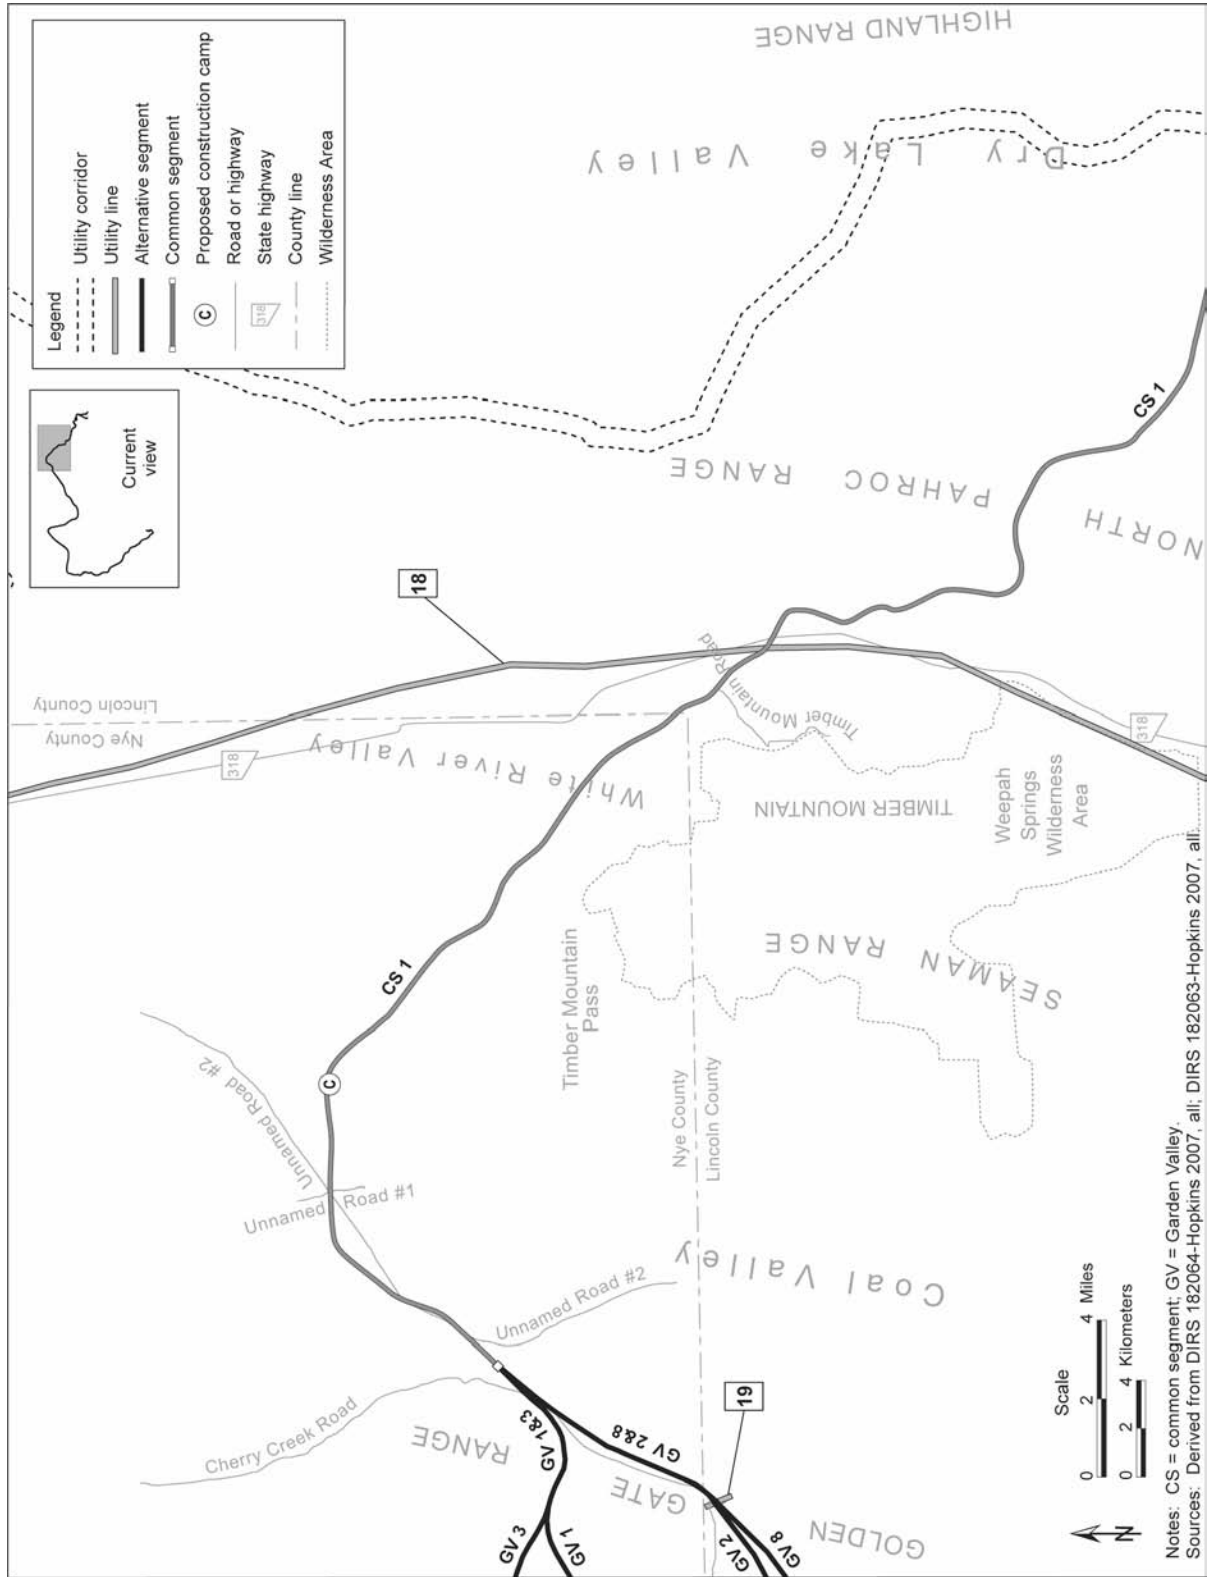 Legend
Utility corridor
Utility line
Alternative segment
Common segment
C Proposed construction camp
Road or highway
318 State highway
County line
Wilderness Area
Current
view
HIGHLAND RANGE
Dry Lake Valley
NORTH PAHROC RANGE
CS 1
18
Nye County
Lincoln County
318
White River Valley
Timber Mountain Road
318
TIMBER MOUNTAIN
Weepah
Springs
Wilderness
Area
SEAMAN RANGE
Timber Mountain
Pass
CS 1
C
Unnamed Road #2
Unnamed Road #1
Unnamed Road #2
Nye County
Lincoln County
Coal Valley
Cherry Creek Road
GOLDEN GATE RANGE
GV 1&3
GV 2&8
GV 3
GV 1
GV 2
GV 8
19
Scale
0 2 4 Miles
0 2 4 Kilometers
N
Notes: CS = common segment; GV = Garden Valley.
Sources: Derived from DIRS 182064-Hopkins 2007, all; DIRS 182063-Hopkins 2007, all.